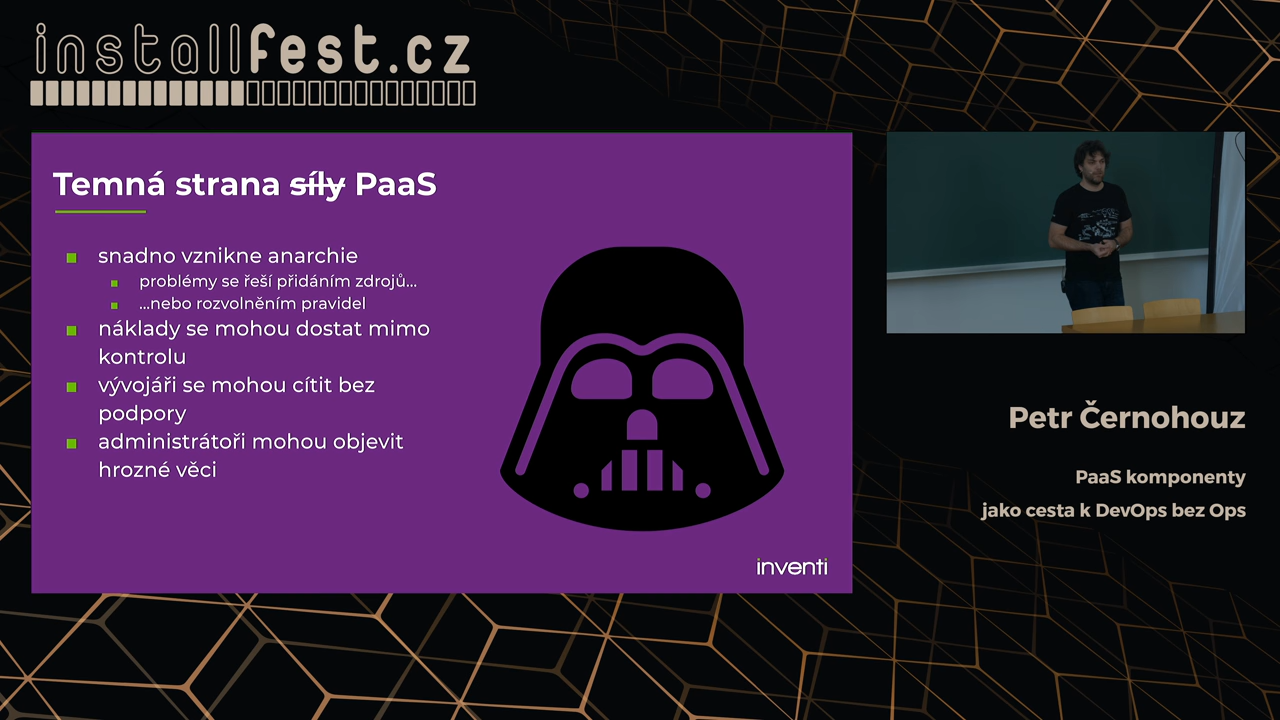 installfest.cz
Temná strana síly PaaS
snadno vznikne anarchie
problémy se řeší přidáním zdrojů...
...nebo rozvolněním pravidel
náklady se mohou dostat mimo
kontrolu
vývojáři se mohou cítit bez
podpory
administrátoři mohou objevit
hrozné věci
inventi
Petr Černohouz
PaaS komponenty
jako cesta k DevOps bez Ops